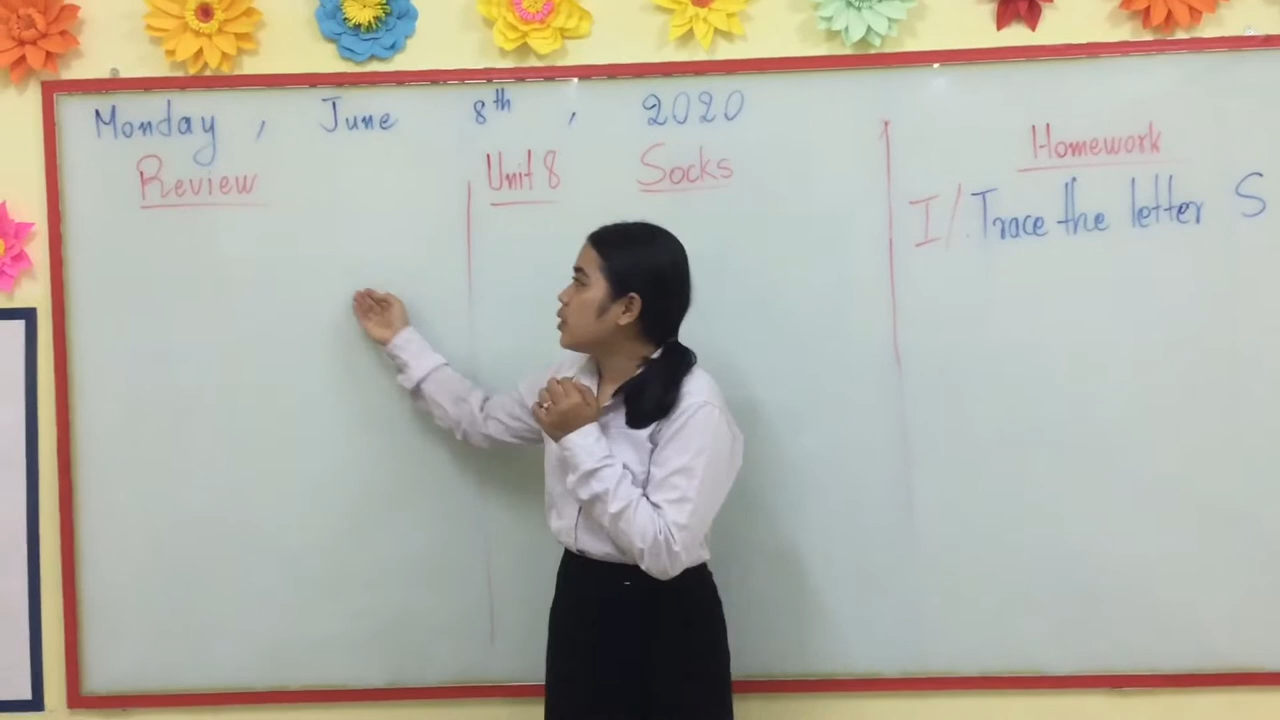 Monday, June 8th, 2020
Review
Unit 8 Socks
Homework
I/. Trace the letter S